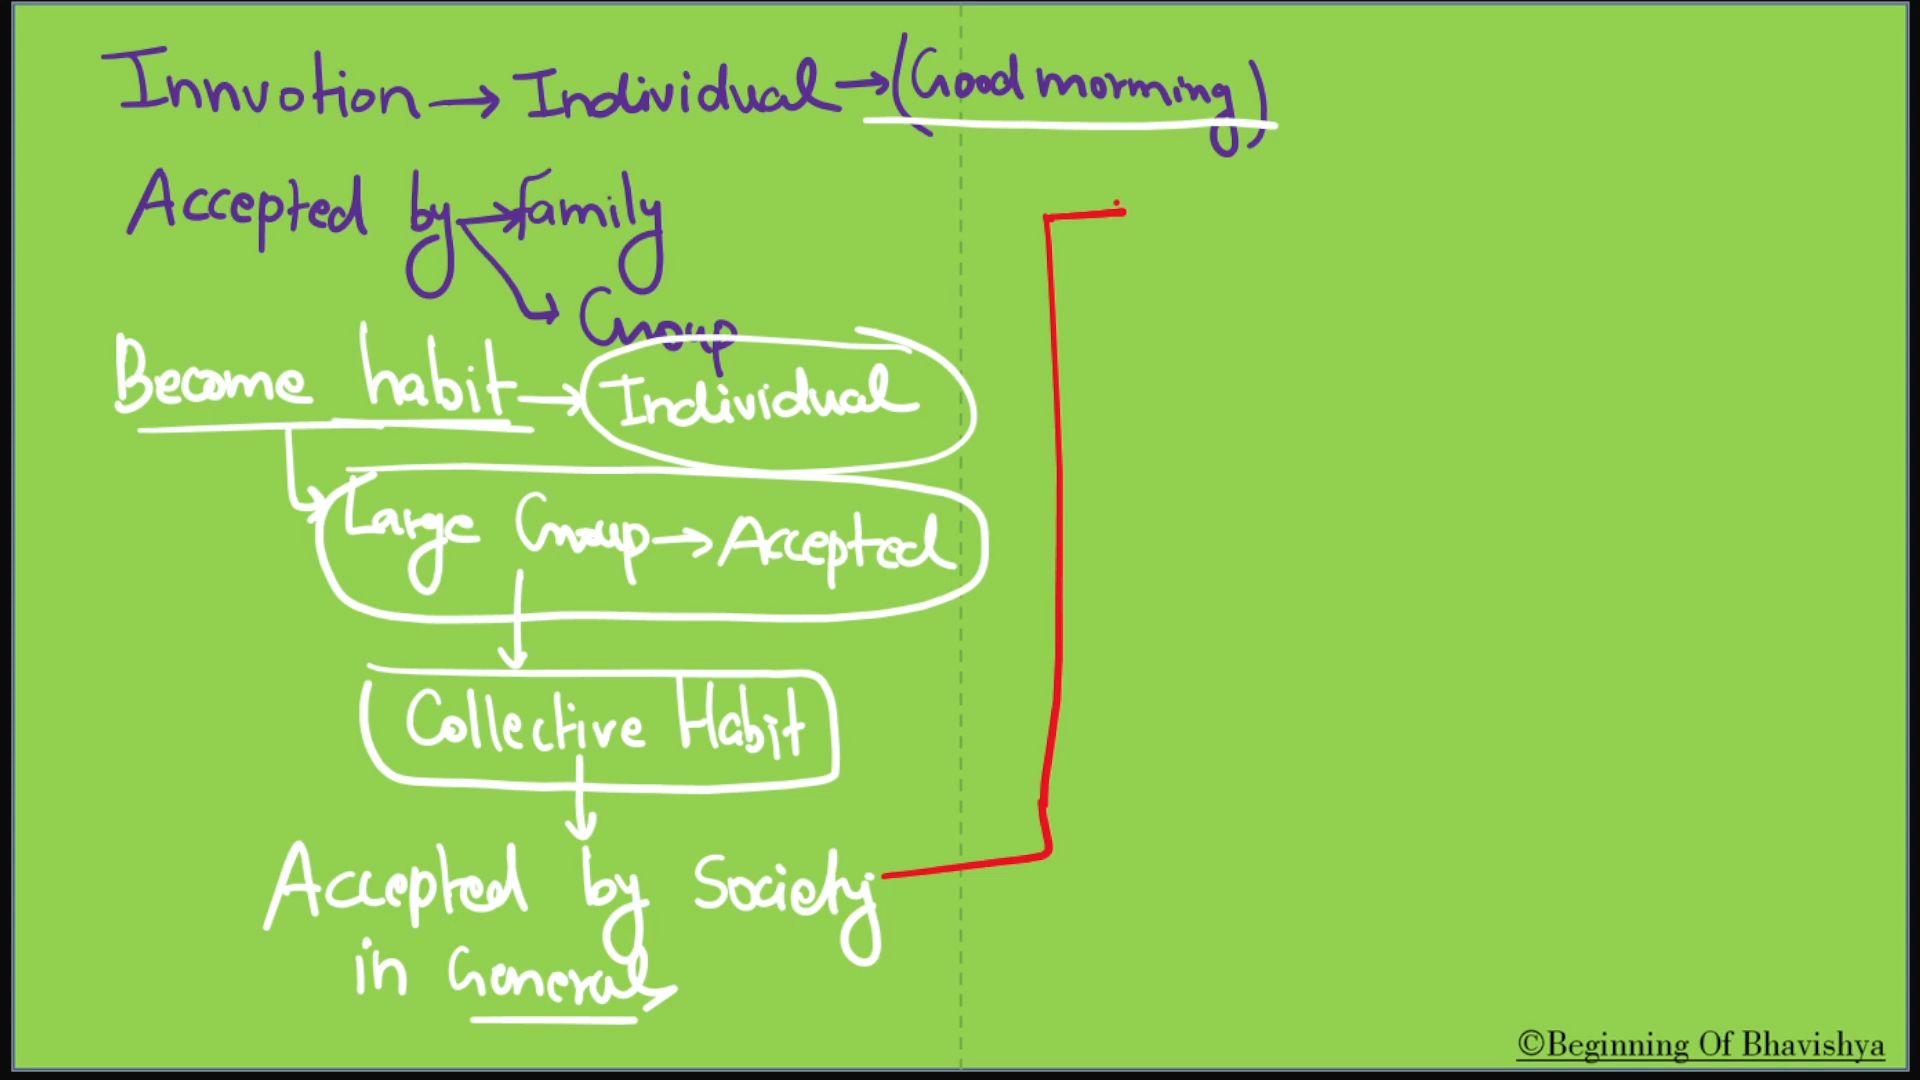 Innvotion → Individual → (Good morning)
Accepted by → family
→ Group
Become habit → Individual
Large Group → Accepted
Collective Habit
Accepted by Society
in General
©Beginning Of Bhavishya